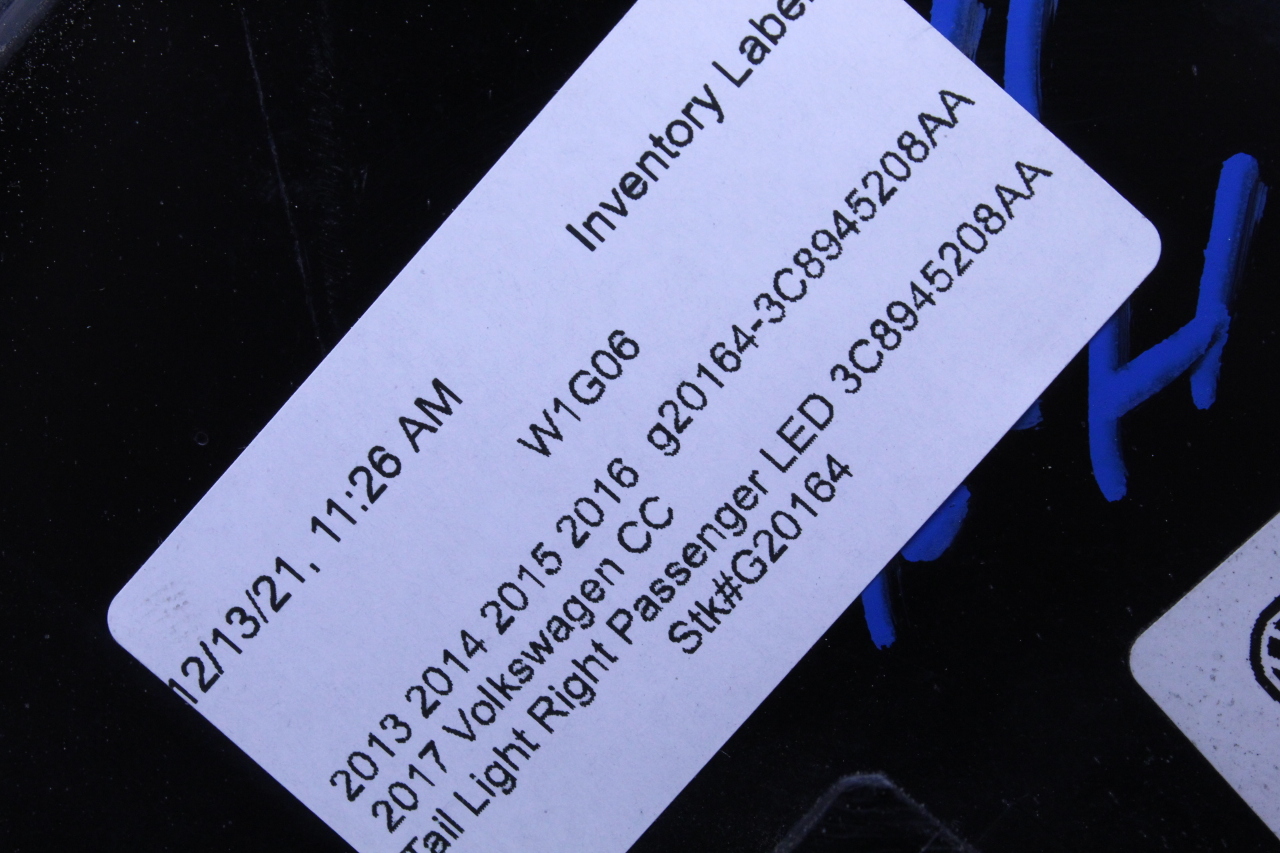 12/13/21, 11:26 AM
Inventory Label
W1G06
2013 2014 2015 2016 g20164-3C8945208AA
2017 Volkswagen CC
Tail Light Right Passenger LED 3C8945208AA
Stk#G20164
H